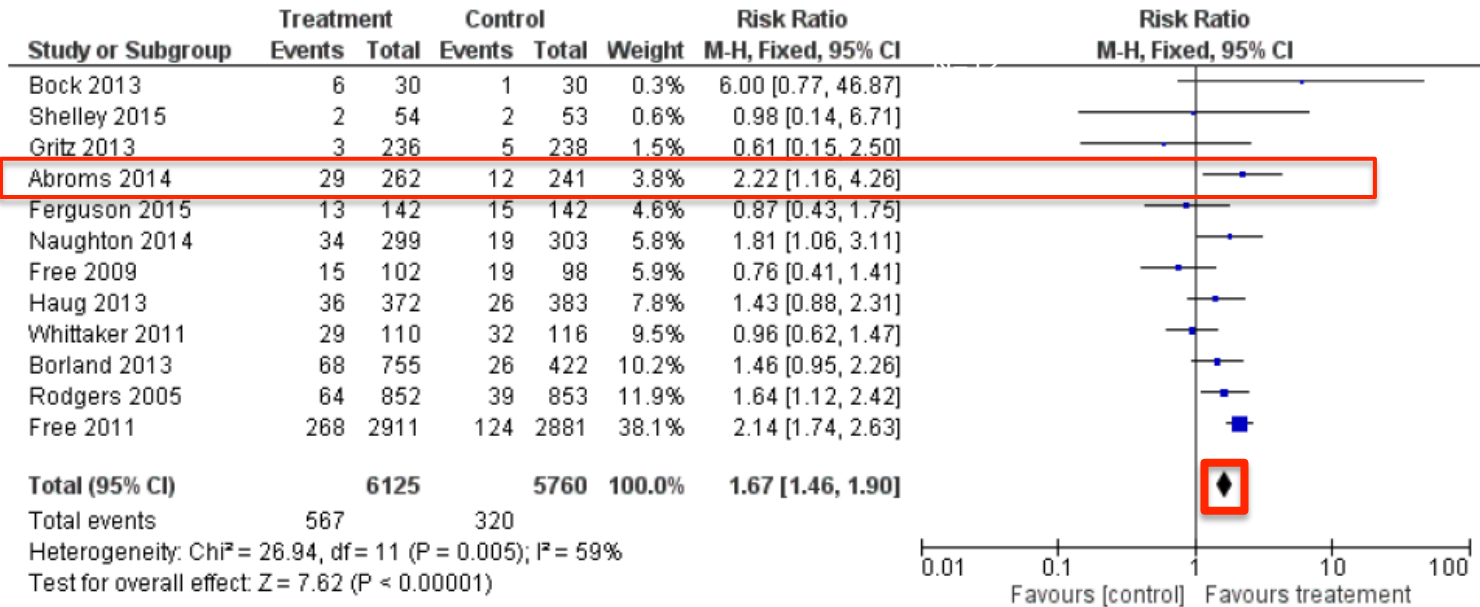 Treatment Control Risk Ratio Risk Ratio
Study or Subgroup Events Total Events Total Weight M-H, Fixed, 95% CI M-H, Fixed, 95% CI
Bock 2013 6 30 1 30 0.3% 6.00 [0.77, 46.87]
Shelley 2015 2 54 2 53 0.6% 0.98 [0.14, 6.71]
Gritz 2013 3 236 5 238 1.5% 0.61 [0.15, 2.50]
Abroms 2014 29 262 12 241 3.8% 2.22 [1.16, 4.26]
Ferguson 2015 13 142 15 142 4.6% 0.87 [0.43, 1.75]
Naughton 2014 34 299 19 303 5.8% 1.81 [1.06, 3.11]
Free 2009 15 102 19 98 5.9% 0.76 [0.41, 1.41]
Haug 2013 36 372 26 383 7.8% 1.43 [0.88, 2.31]
Whittaker 2011 29 110 32 116 9.5% 0.96 [0.62, 1.47]
Borland 2013 68 755 26 422 10.2% 1.46 [0.95, 2.26]
Rodgers 2005 64 852 39 853 11.9% 1.64 [1.12, 2.42]
Free 2011 268 2911 124 2881 38.1% 2.14 [1.74, 2.63]
Total (95% CI) 6125 5760 100.0% 1.67 [1.46, 1.90]
Total events 567 320
Heterogeneity: Chi² = 26.94, df = 11 (P = 0.005); I² = 59%
Test for overall effect: Z = 7.62 (P < 0.00001)
0.01 0.1 1 10 100
Favours [control] Favours treatement